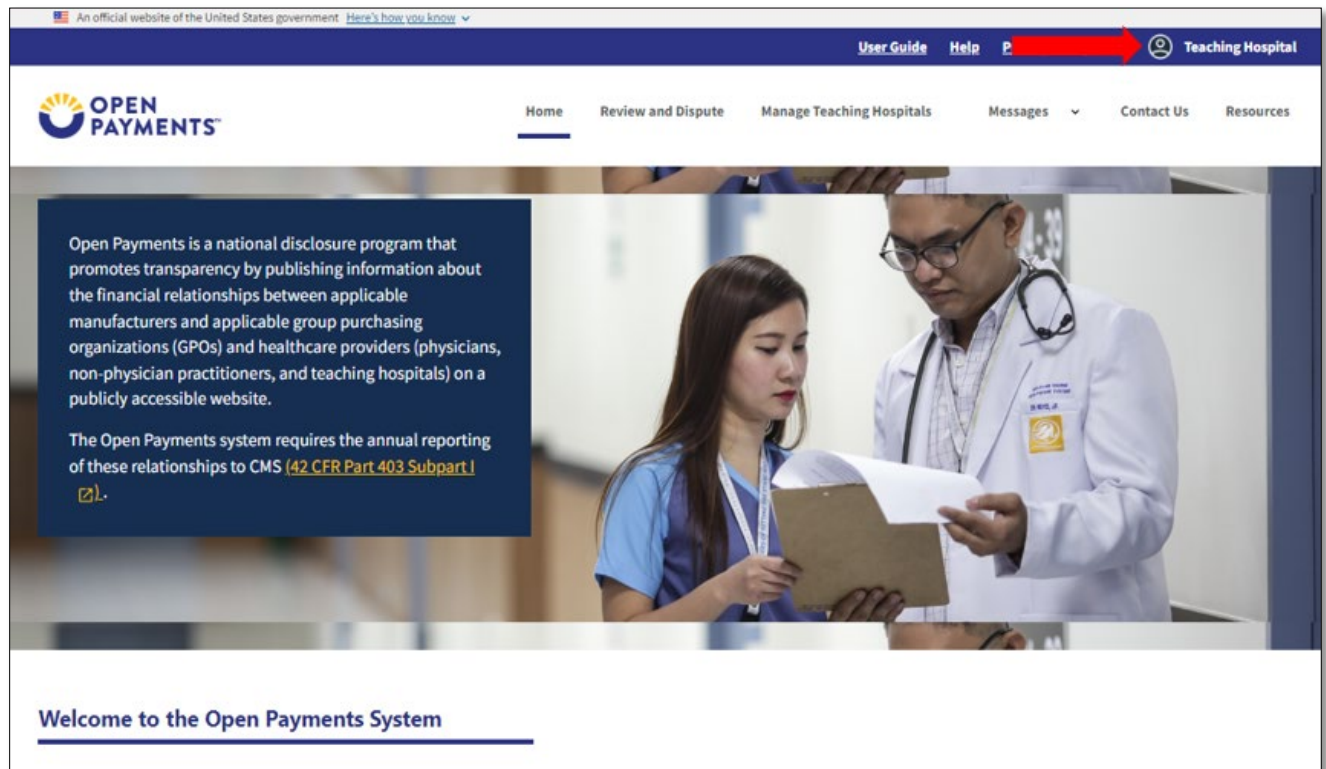 An official website of the United States government Here's how you know
User Guide Help P Teaching Hospital
OPEN
PAYMENTS™
Home Review and Dispute Manage Teaching Hospitals Messages Contact Us Resources
Open Payments is a national disclosure program that
promotes transparency by publishing information about
the financial relationships between applicable
manufacturers and applicable group purchasing
organizations (GPOs) and healthcare providers (physicians,
non-physician practitioners, and teaching hospitals) on a
publicly accessible website.
The Open Payments system requires the annual reporting
of these relationships to CMS (42 CFR Part 403 Subpart I
).
Welcome to the Open Payments System